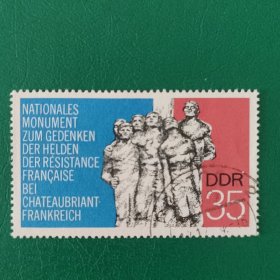 NATIONALES
MONUMENT
ZUM GEDENKEN
DER HELDEN
DER RÉSISTANCE
FRANÇAISE
BEI
CHATEAUBRIANT-
FRANKREICH
DDR
35